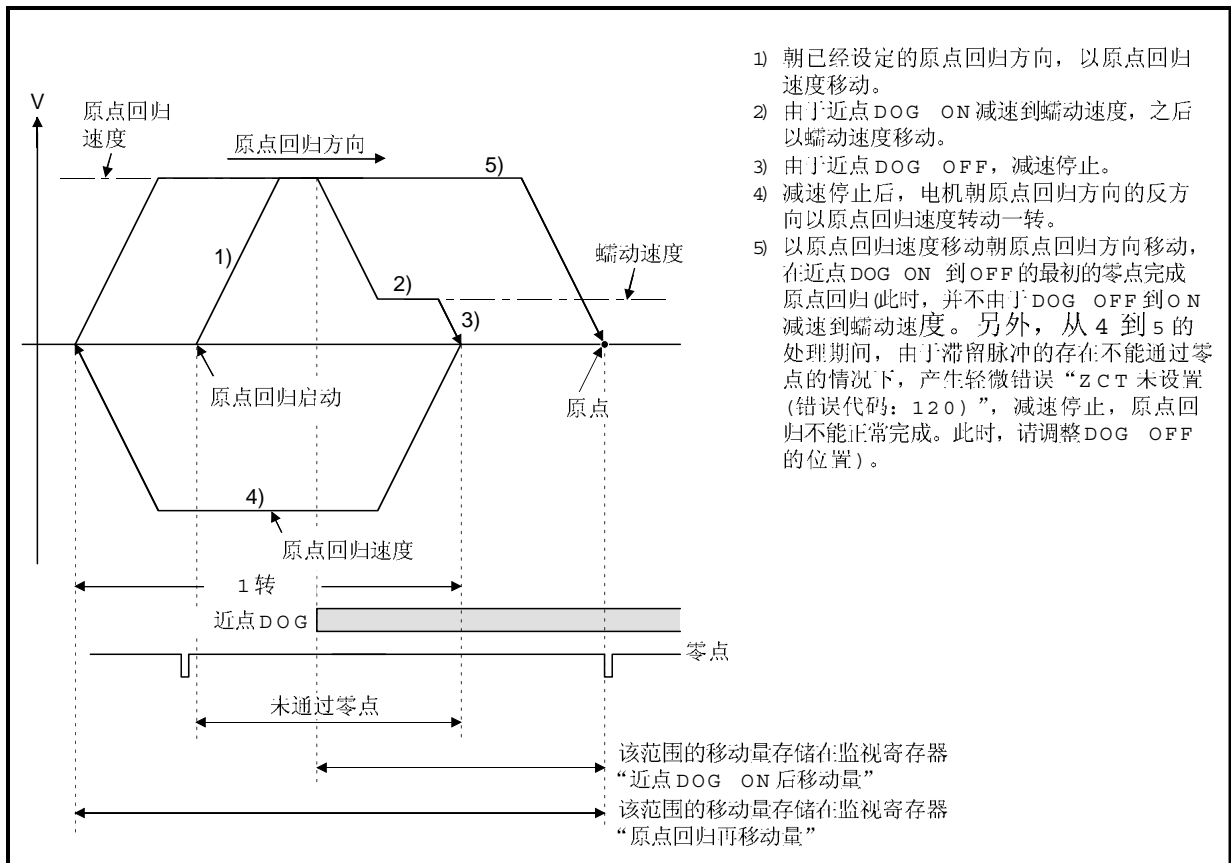 V
原点回归
速度
原点回归方向
5)
1)
2)
蠕动速度
3)
原点回归启动
原点
4)
原点回归速度
1 转
近点DOG
零点
未通过零点
该范围的移动量存储在监视寄存器
“近点 DOG ON 后移动量”
该范围的移动量存储在监视寄存器
“原点回归再移动量”
1) 朝已经设定的原点回归方向，以原点回归
速度移动。
2) 由于近点DOG ON 减速到蠕动速度，之后
以蠕动速度移动。
3) 由于近点DOG OFF，减速停止。
4) 减速停止后，电机朝原点回归方向的反方
向以原点回归速度转动一转。
5) 以原点回归速度移动朝原点回归方向移动，
在近点DOG ON 到OFF的最初的零点完成
原点回归(此时，并不由于DOG OFF到ON
减速到蠕动速度。另外，从 4 到 5 的
处理期间，由于滞留脉冲的存在不能通过零
点的情况下，产生轻微错误“ZCT 未设置
(错误代码：120)”，减速停止，原点回
归不能正常完成。此时，请调整DOG OFF
的位置)。